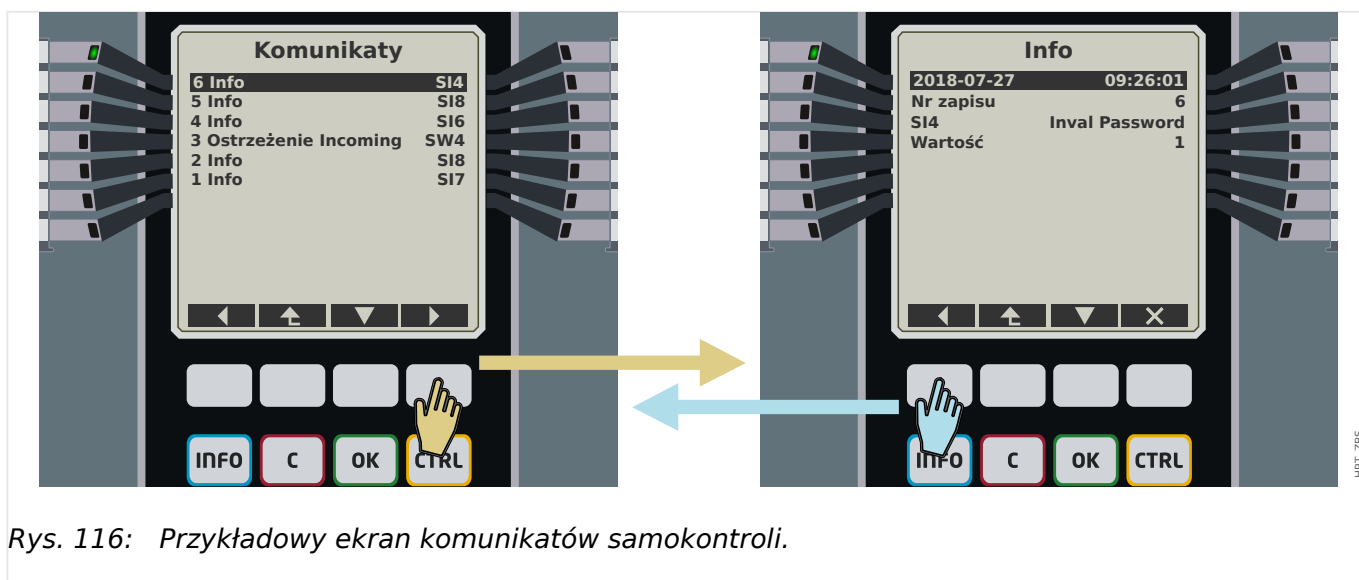 Komunikaty
6 Info SI4
5 Info SI8
4 Info SI6
3 Ostrzeżenie Incoming SW4
2 Info SI8
1 Info SI7
INFO C OK CTRL
Info
2018-07-27 09:26:01
Nr zapisu 6
SI4 Inval Password
Wartość 1
INFO C OK CTRL
Rys. 116: Przykładowy ekran komunikatów samokontroli.